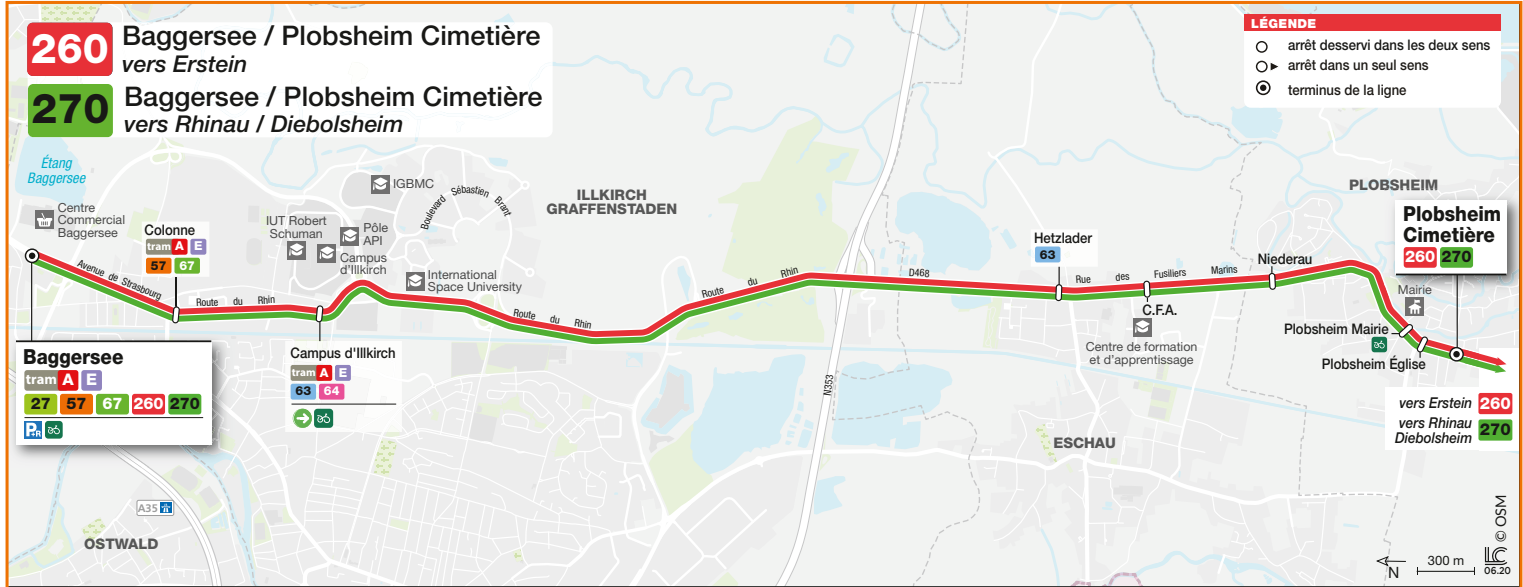 260 Baggersee / Plobsheim Cimetière
vers Erstein
270 Baggersee / Plobsheim Cimetière
vers Rhinau / Diebolsheim
LÉGENDE
arrêt desservi dans les deux sens
arrêt dans un seul sens
terminus de la ligne
Étang
Baggersee
Centre
Commercial
Baggersee
Colonne
tram A E
57 67
IUT Robert
Schuman
IGBMC
Pôle
API
Campus
d'Illkirch
Boulevard Sébastien Brant
International
Space University
ILLKIRCH
GRAFFENSTADEN
PLOBSHEIM
Plobsheim
Cimetière
260 270
Hetzlader
63
Niederau
Mairie
Avenue de Strasbourg
Route du Rhin
Route du Rhin
Route du Rhin
D468
Rue des Fusiliers Marins
C.F.A.
Centre de formation
et d'apprentissage
Plobsheim Mairie
Plobsheim Église
Baggersee
tram A E
27 57 67 260 270
P+R
Campus d'Illkirch
tram A E
63 64
N353
vers Erstein 260
vers Rhinau
Diebolsheim 270
ESCHAU
A35
OSTWALD
N
300 m
LC
06.20
© OSM